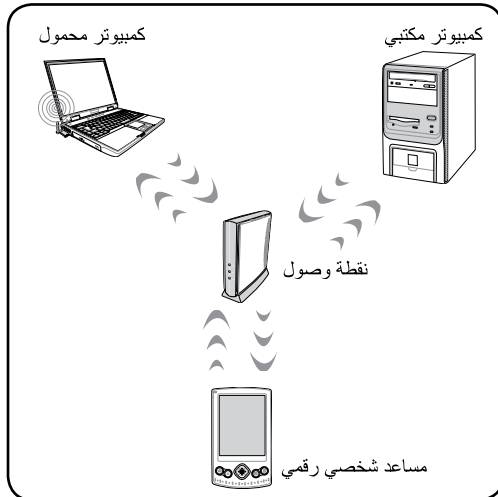 كمبيوتر مكتبي
كمبيوتر محمول
نقطة وصول
مساعد شخصي رقمي